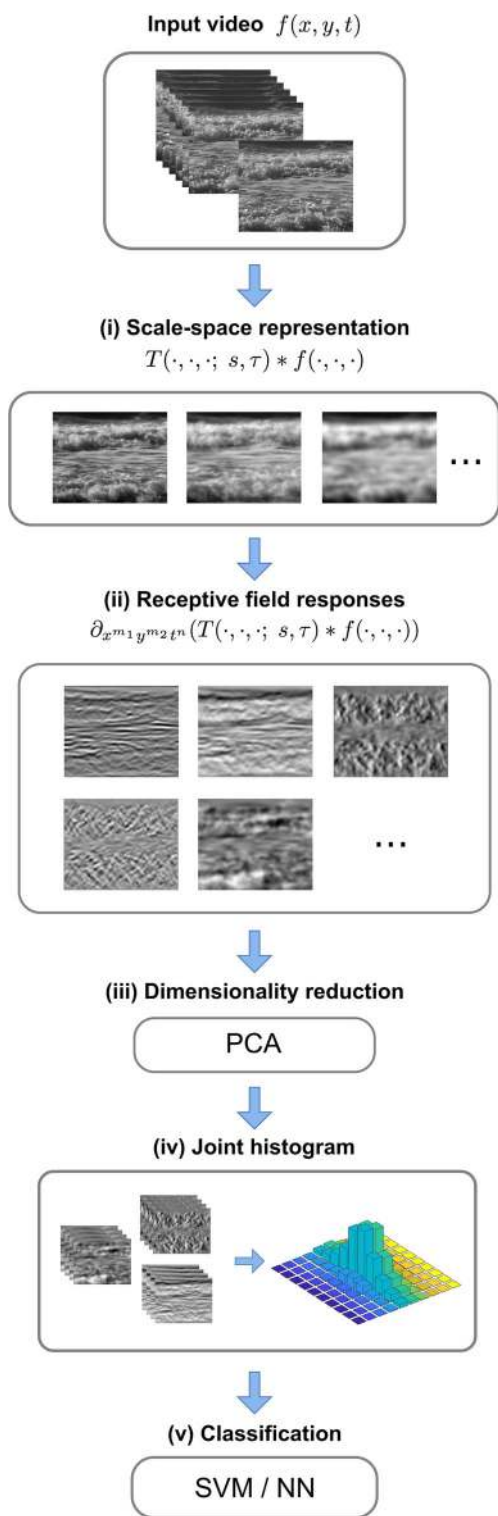 Input video f(x, y, t)
(i) Scale-space representation
T(·, ·, ·; s, τ) * f(·, ·, ·)
...
(ii) Receptive field responses
∂_{x^{m_1} y^{m_2} t^n}(T(·, ·, ·; s, τ) * f(·, ·, ·))
...
(iii) Dimensionality reduction
PCA
(iv) Joint histogram
(v) Classification
SVM / NN